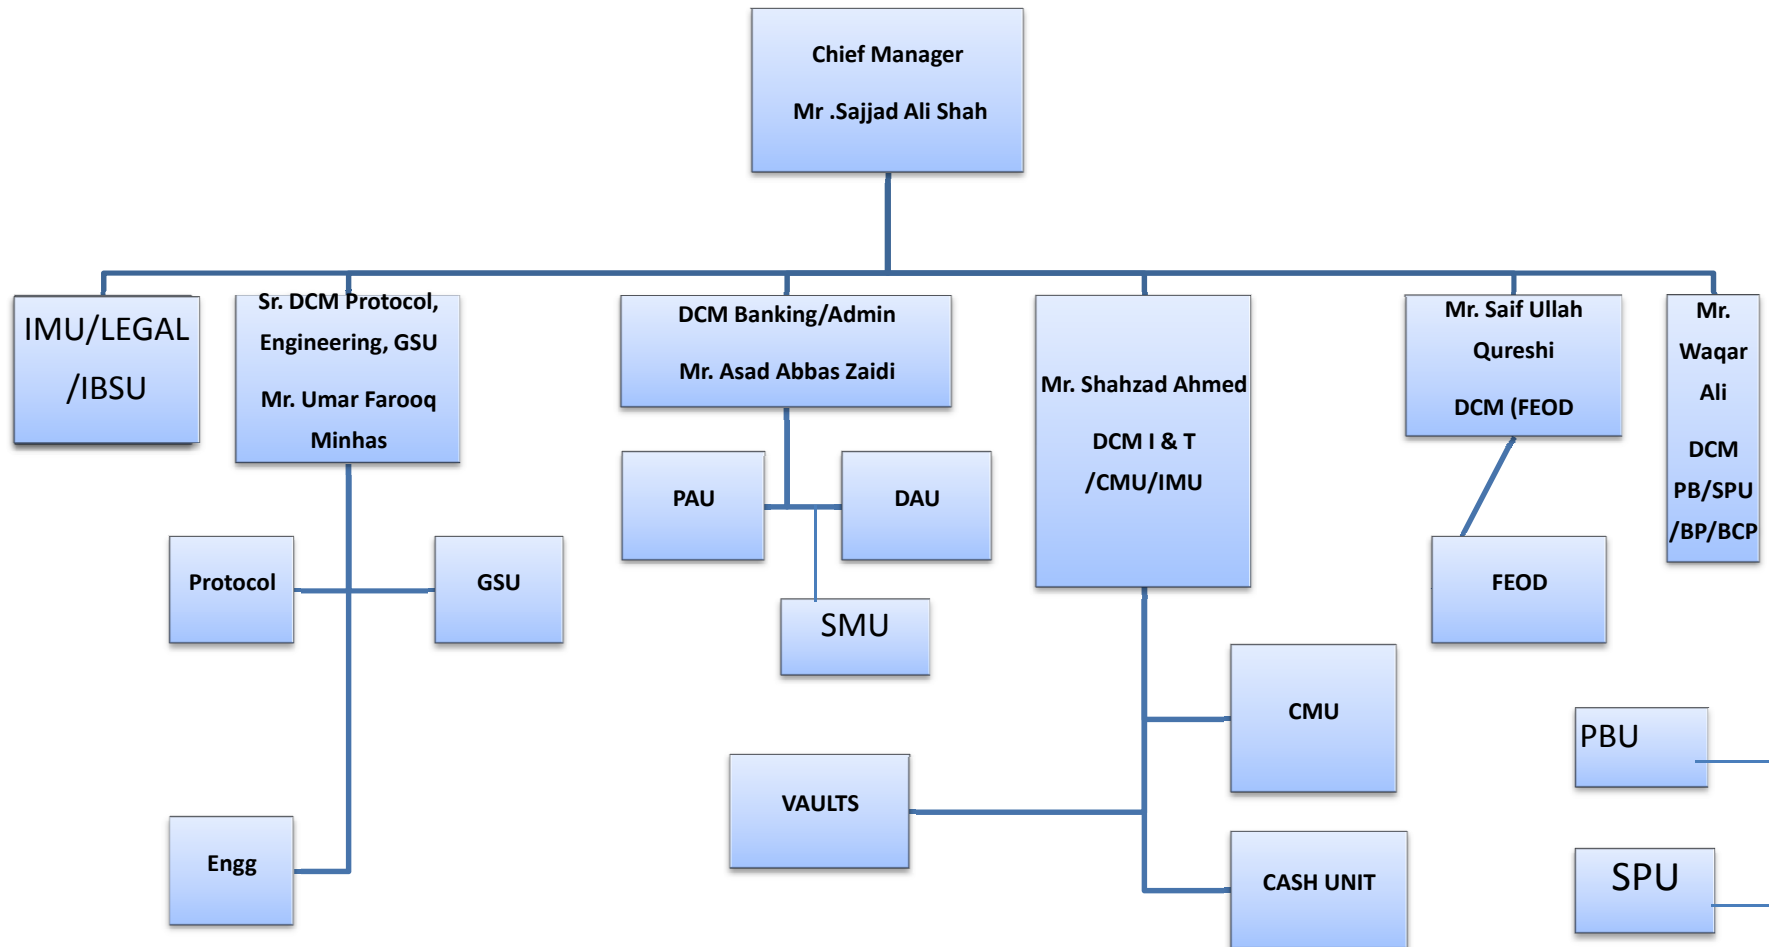 Chief Manager
Mr .Sajjad Ali Shah
IMU/LEGAL
/IBSU
Sr. DCM Protocol,
Engineering, GSU
Mr. Umar Farooq
Minhas
DCM Banking/Admin
Mr. Asad Abbas Zaidi
Mr. Shahzad Ahmed
DCM I & T
/CMU/IMU
Mr. Saif Ullah
Qureshi
DCM (FEOD
Mr.
Waqar
Ali
DCM
PB/SPU
/BP/BCP
PAU
DAU
SMU
Protocol
GSU
FEOD
CMU
PBU
VAULTS
Engg
CASH UNIT
SPU